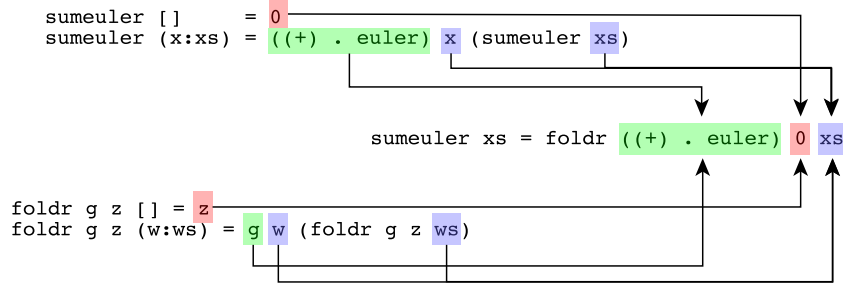 sumeuler []     = 0
sumeuler (x:xs) = ((+) . euler) x (sumeuler xs)
sumeuler xs = foldr ((+) . euler) 0 xs
foldr g z [] = z
foldr g z (w:ws) = g w (foldr g z ws)